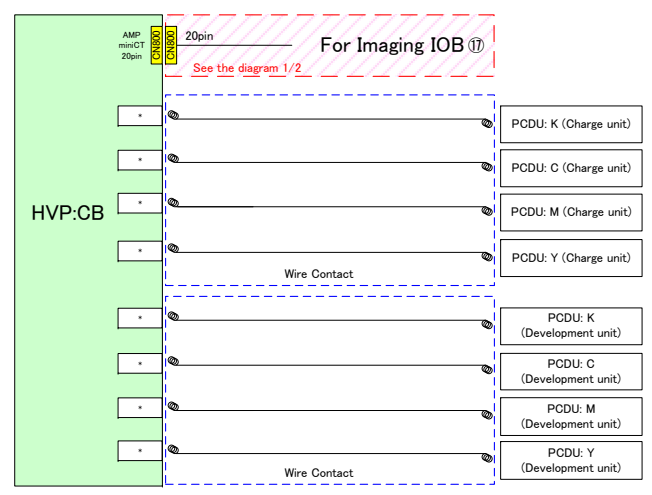 AMP
miniCT
20pin
CN800
CN800
20pin
For Imaging IOB ⑰
See the diagram 1/2
HVP:CB
*
PCDU: K (Charge unit)
*
PCDU: C (Charge unit)
*
PCDU: M (Charge unit)
*
PCDU: Y (Charge unit)
Wire Contact
*
PCDU: K
(Development unit)
*
PCDU: C
(Development unit)
*
PCDU: M
(Development unit)
*
PCDU: Y
(Development unit)
Wire Contact